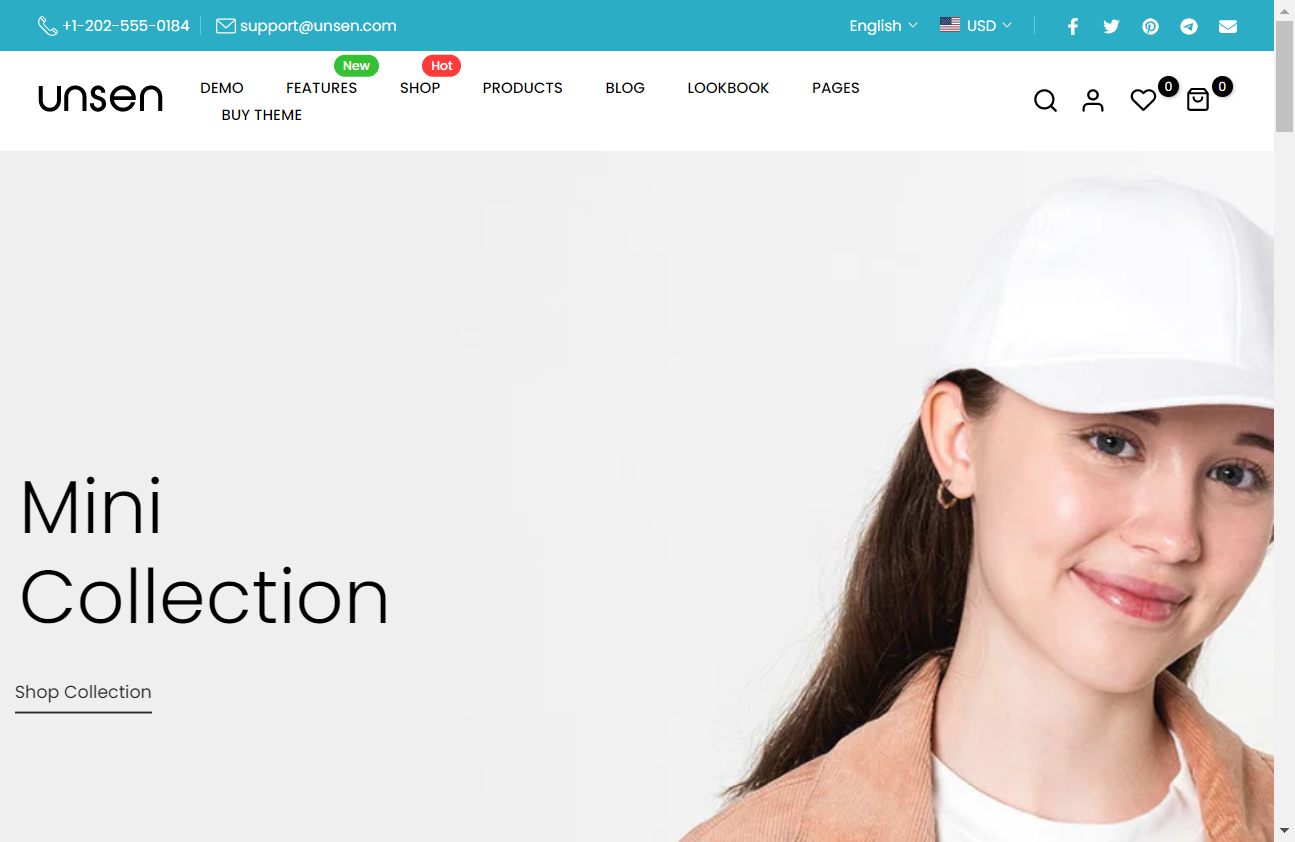 +1-202-555-0184 support@unsen.com English USD
New Hot
unsen DEMO FEATURES SHOP PRODUCTS BLOG LOOKBOOK PAGES 0 0
BUY THEME
Mini
Collection
Shop Collection